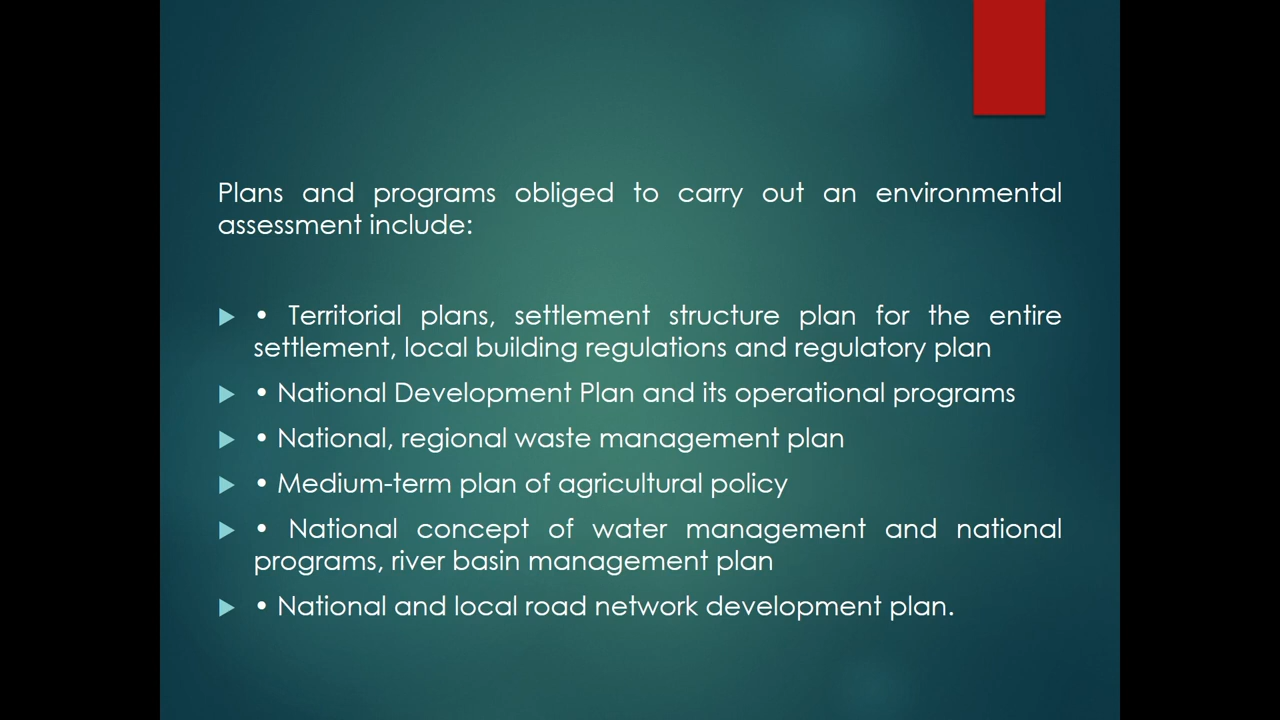 Plans and programs obliged to carry out an environmental
assessment include:
• Territorial plans, settlement structure plan for the entire
settlement, local building regulations and regulatory plan
• National Development Plan and its operational programs
• National, regional waste management plan
• Medium-term plan of agricultural policy
• National concept of water management and national
programs, river basin management plan
• National and local road network development plan.